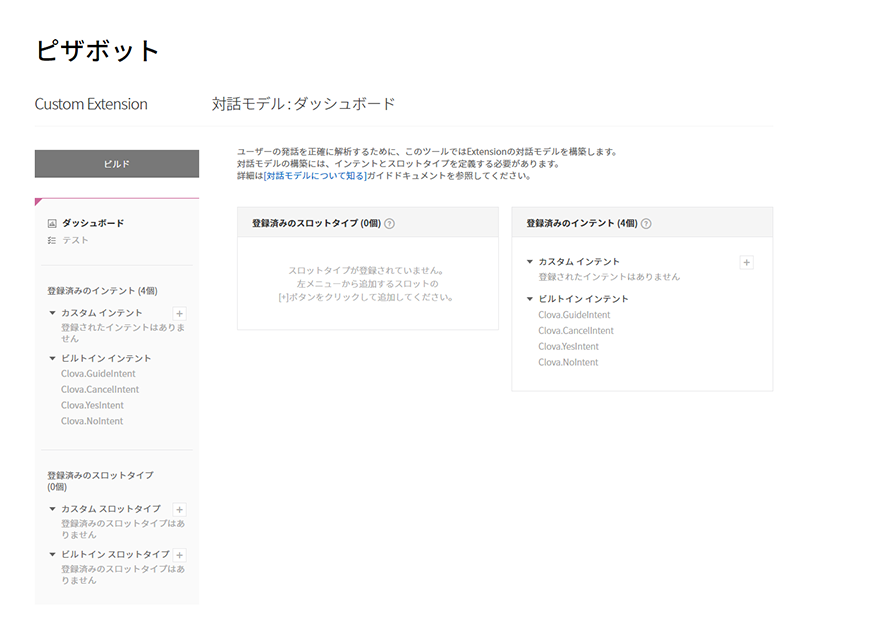 ピザボット
Custom Extension
対話モデル : ダッシュボード
ビルド
ダッシュボード
テスト
登録済みのインテント (4個)
カスタム インテント +
登録されたインテントはありま
せん
ビルトイン インテント
Clova.GuideIntent
Clova.CancelIntent
Clova.YesIntent
Clova.NoIntent
登録済みのスロットタイプ
(0個)
カスタム スロットタイプ +
登録済みのスロットタイプはあ
りません
ビルトイン スロットタイプ +
登録済みのスロットタイプはあ
りません
ユーザーの発話を正確に解析するために、このツールではExtensionの対話モデルを構築します。
対話モデルの構築には、インテントとスロットタイプを定義する必要があります。
詳細は[対話モデルについて知る]ガイドドキュメントを参照してください。
登録済みのスロットタイプ (0個) ?
スロットタイプが登録されていません。
左メニューから追加するスロットの
[+]ボタンをクリックして追加してください。
登録済みのインテント (4個) ?
カスタム インテント +
登録されたインテントはありません
ビルトイン インテント
Clova.GuideIntent
Clova.CancelIntent
Clova.YesIntent
Clova.NoIntent